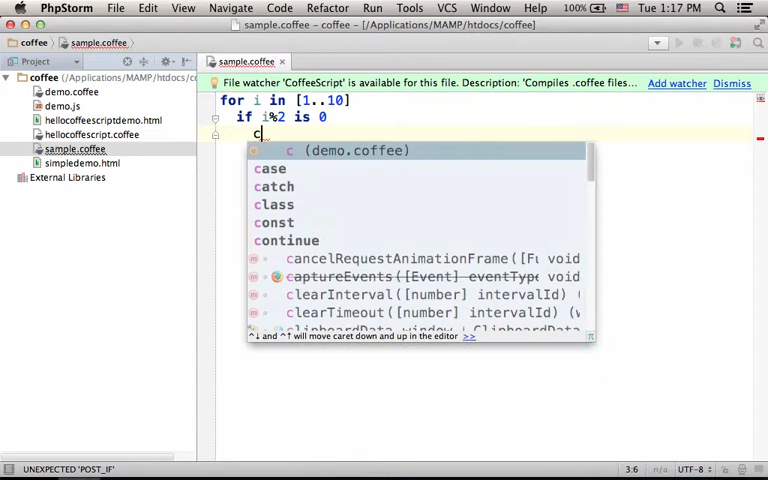 PhpStorm File Edit View Navigate Code Refactor Run Tools VCS Window Help 100% Tue 1:17 PM
sample.coffee – coffee – [/Applications/MAMP/htdocs/coffee]
coffee sample.coffee
Project sample.coffee
coffee (/Applications/MAMP/htdocs/c
File watcher 'CoffeeScript' is available for this file. Description: 'Compiles .coffee files... Add watcher Dismiss
demo.coffee
demo.js
hellocoffeescriptdemo.html
hellocoffeescript.coffee
sample.coffee
simpledemo.html
External Libraries
for i in [1..10]
if i%2 is 0
c
c (demo.coffee)
case
catch
class
const
continue
cancelRequestAnimationFrame([Fu void
captureEvents([Event] eventType void
clearInterval([number] intervalId) (
clearTimeout([number] intervalId) (w
^↓ and ^↑ will move caret down and up in the editor >>
UNEXPECTED 'POST_IF' 3:6 n/a UTF-8